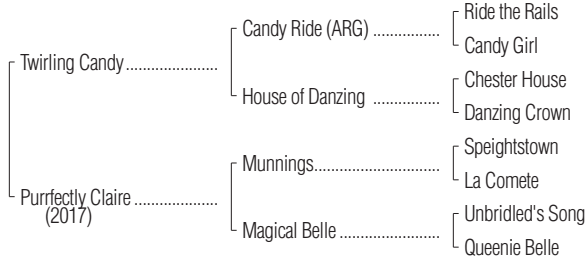 Ride the Rails
Candy Ride (ARG) ................
Candy Girl
Twirling Candy ......................
Chester House
House of Danzing ................
Danzing Crown
Speightstown
Munnings..............................
La Comete
Purrfectly Claire ....................
(2017)
Unbridled's Song
Magical Belle ........................
Queenie Belle